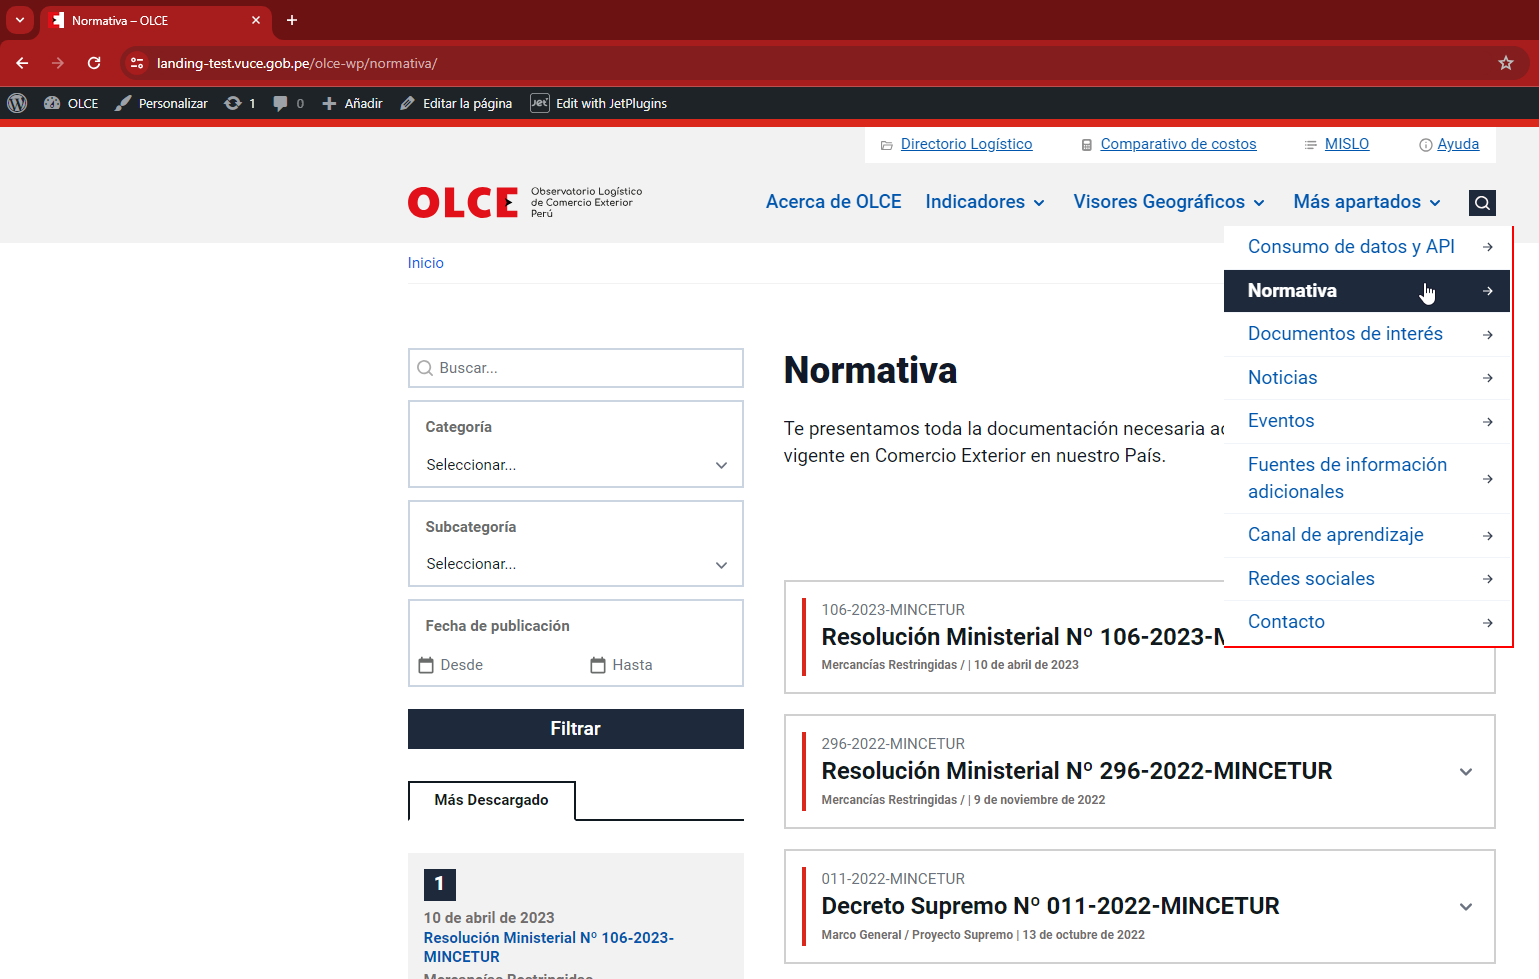 Normativa – OLCE
landing-test.vuce.gob.pe/olce-wp/normativa/
OLCE
Personalizar
1
0
Añadir
Editar la página
Jet
Edit with JetPlugins
Directorio Logístico
Comparativo de costos
MISLO
Ayuda
OLCE
Observatorio Logístico
de Comercio Exterior
Perú
Acerca de OLCE
Indicadores
Visores Geográficos
Más apartados
Inicio
Consumo de datos y API
Normativa
Documentos de interés
Noticias
Eventos
Fuentes de información
adicionales
Canal de aprendizaje
Redes sociales
Contacto
Buscar...
Categoría
Seleccionar...
Subcategoría
Seleccionar...
Fecha de publicación
Desde
Hasta
Filtrar
Más Descargado
1
10 de abril de 2023
Resolución Ministerial Nº 106-2023-
MINCETUR
Normativa
Te presentamos toda la documentación necesaria
vigente en Comercio Exterior en nuestro País.
106-2023-MINCETUR
Resolución Ministerial Nº 106-2023-
Mercancías Restringidas / | 10 de abril de 2023
296-2022-MINCETUR
Resolución Ministerial Nº 296-2022-MINCETUR
Mercancías Restringidas / | 9 de noviembre de 2022
011-2022-MINCETUR
Decreto Supremo Nº 011-2022-MINCETUR
Marco General / Proyecto Supremo | 13 de octubre de 2022